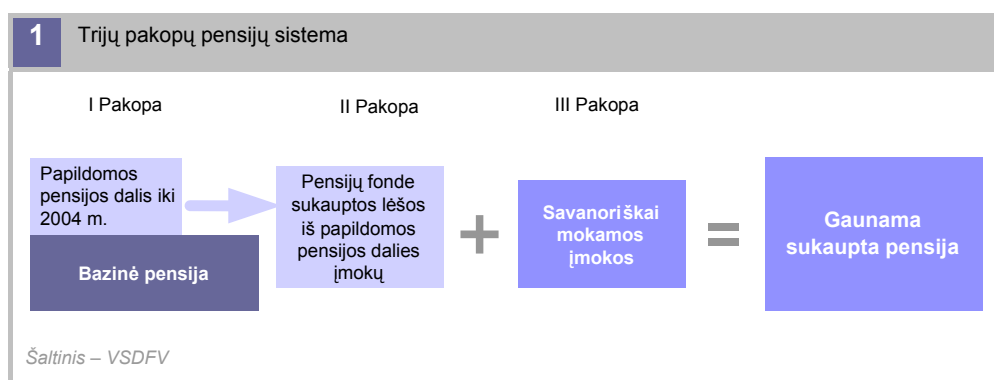 1 Trijų pakopų pensijų sistema
I Pakopa
II Pakopa
III Pakopa
Papildomos
pensijos dalis iki
2004 m.
Bazinė pensija
Pensijų fonde
sukauptos lėšos
iš papildomos
pensijos dalies
įmokų
+
Savanoriškai
mokamos
įmokos
=
Gaunama
sukaupta pensija
Šaltinis – VSDFV